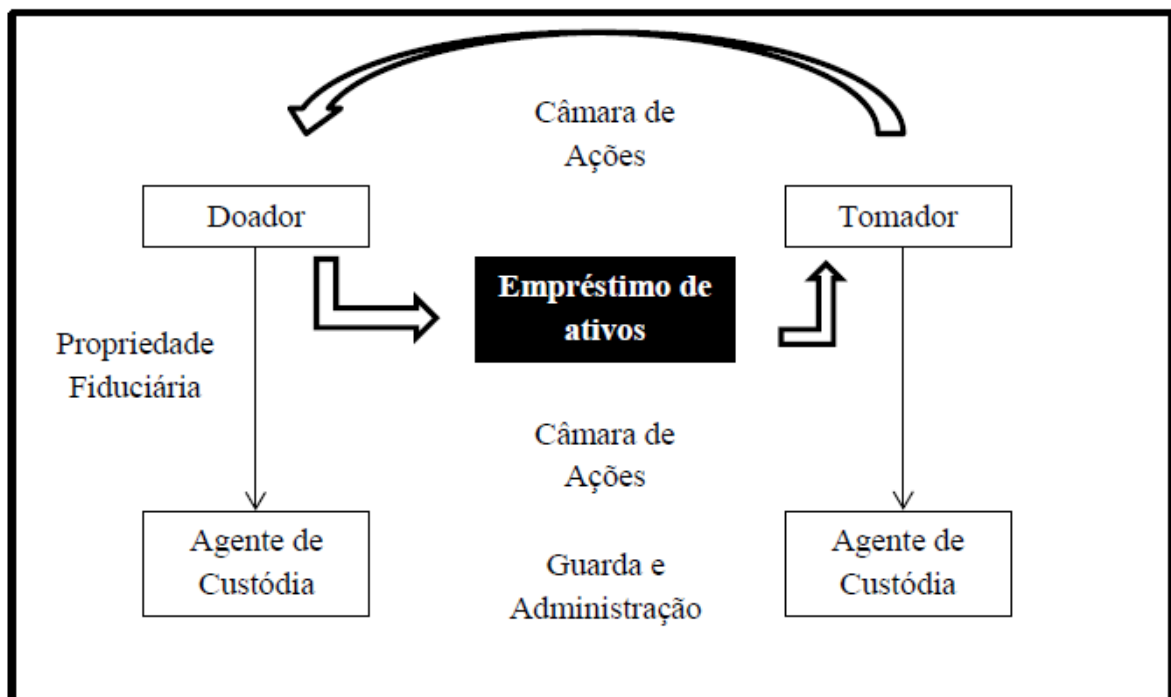 Câmara de
Ações
Doador
Tomador
Empréstimo de
ativos
Propriedade
Fiduciária
Câmara de
Ações
Agente de
Custódia
Guarda e
Administração
Agente de
Custódia